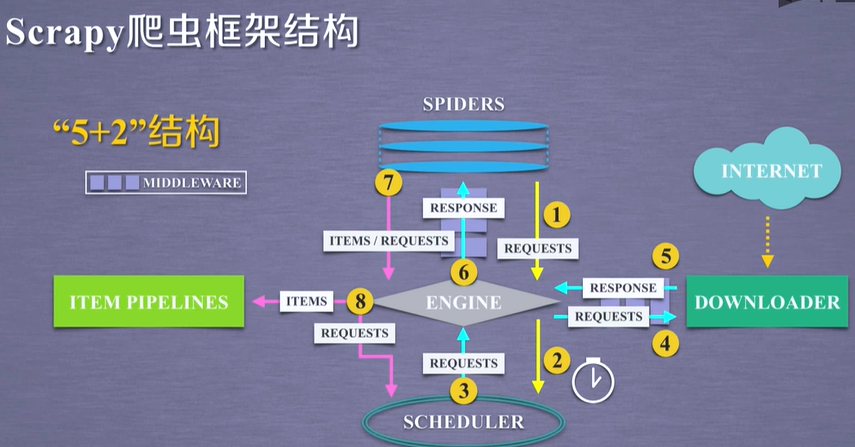 Scrapy爬虫框架结构
“5+2”结构
MIDDLEWARE
SPIDERS
INTERNET
7
RESPONSE
1
ITEMS / REQUESTS
REQUESTS
5
6
RESPONSE
ITEM PIPELINES
ITEMS
8
ENGINE
DOWNLOADER
REQUESTS
REQUESTS
4
REQUESTS
2
3
SCHEDULER